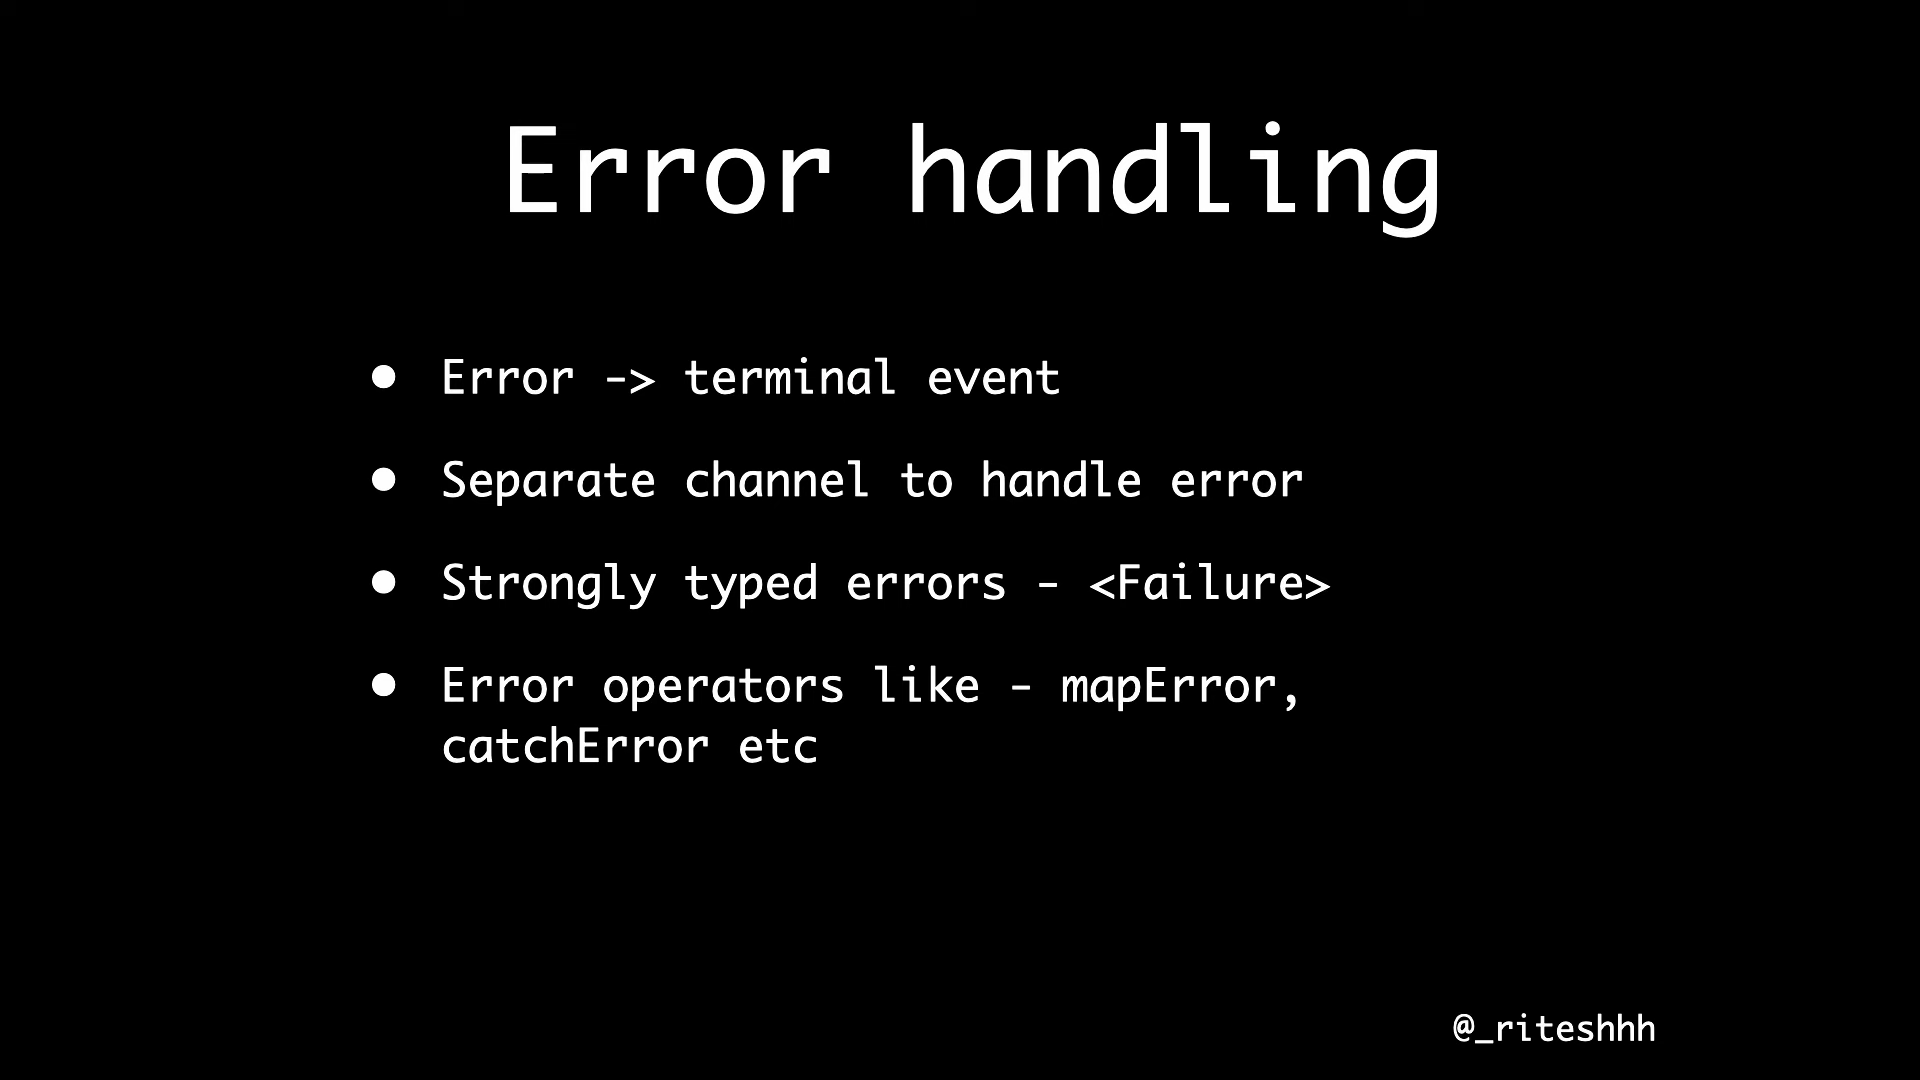 Error handling
● Error -> terminal event
● Separate channel to handle error
● Strongly typed errors - <Failure>
● Error operators like - mapError,
catchError etc
@_riteshhh